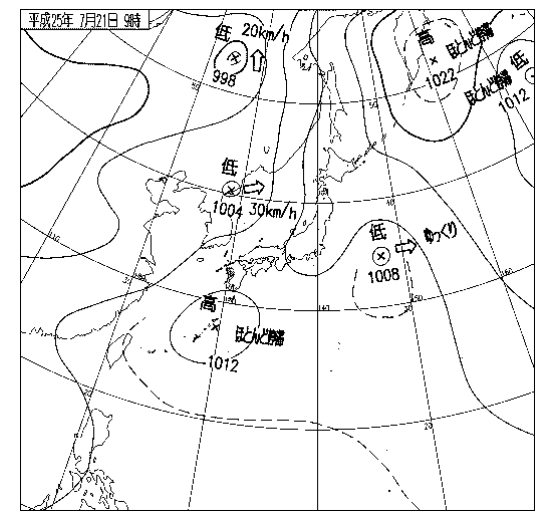 平成25年 7月21日 9時
低 20km/h
998
高
ほとんど停滞
1022
低
ほとんど停滞
1012
低
1004 30km/h
低
ゆっくり
1008
高
ほとんど停滞
1012